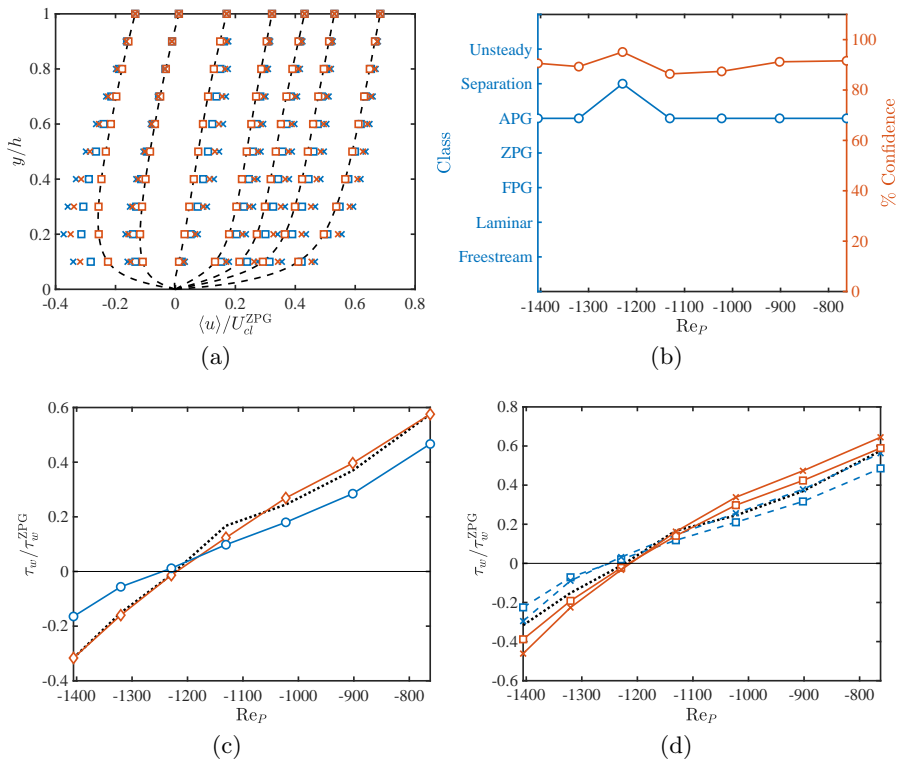 1
0.8
0.6
0.4
0.2
0
y/h
-0.4 -0.2 0 0.2 0.4 0.6 0.8
⟨u⟩/U_{cl}^{ZPG}
(a)
Unsteady
Separation
APG
ZPG
FPG
Laminar
Freestream
Class
100
80
60
40
20
0
% Confidence
-1400 -1300 -1200 -1100 -1000 -900 -800
Re_P
(b)
0.6
0.4
0.2
0
-0.2
-0.4
τ_w/τ_w^{ZPG}
-1400 -1300 -1200 -1100 -1000 -900 -800
Re_P
(c)
0.8
0.6
0.4
0.2
0
-0.2
-0.4
-0.6
τ_w/τ_w^{ZPG}
-1400 -1300 -1200 -1100 -1000 -900 -800
Re_P
(d)